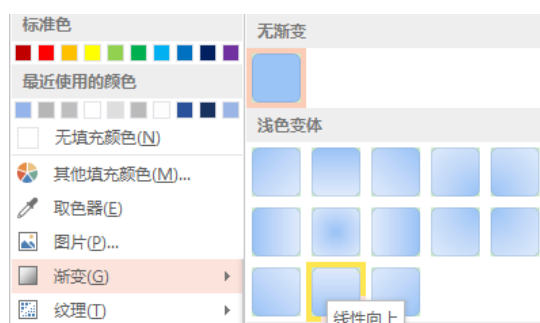 标准色
最近使用的颜色
无填充颜色(N)
其他填充颜色(M)...
取色器(E)
图片(P)...
渐变(G)
纹理(T)
无渐变
浅色变体
线性向上